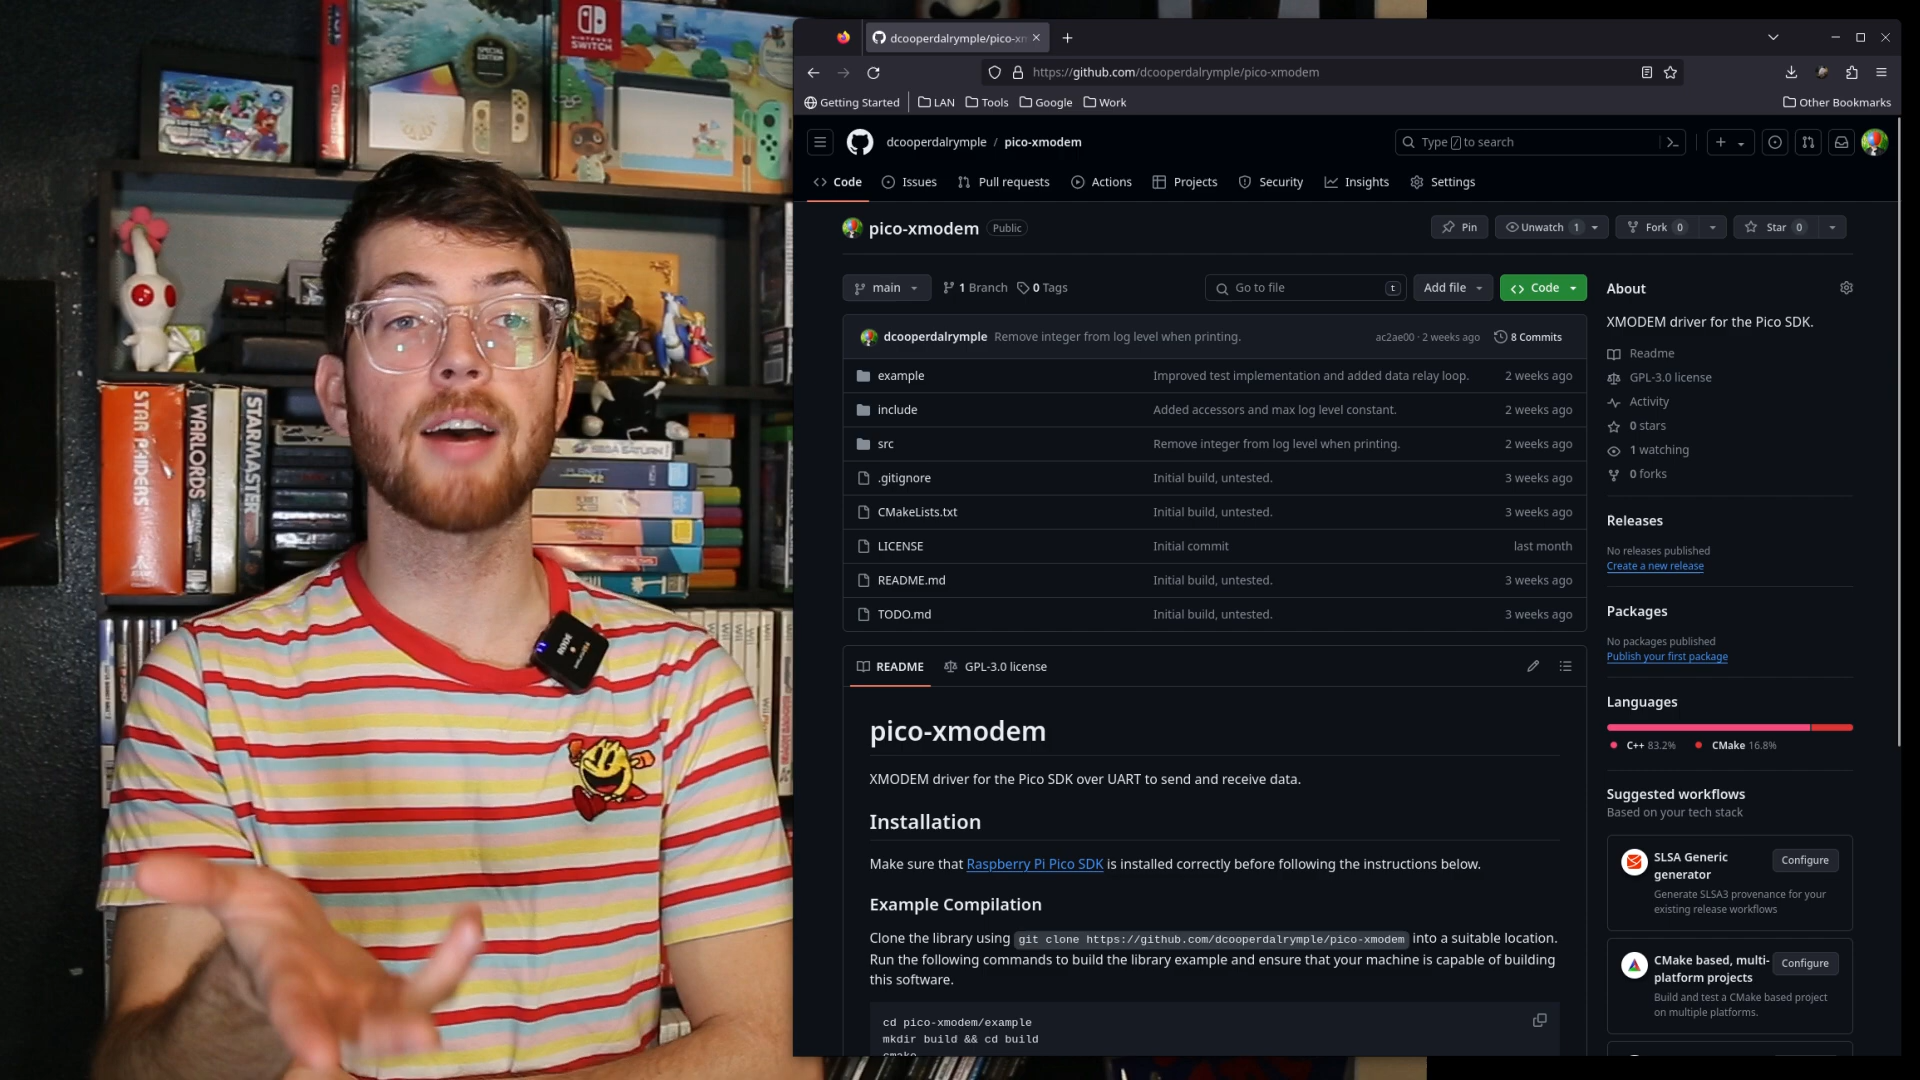 SPECIAL
EDITION
NINTENDO
SWITCH
GENESIS
STAR RAIDERS
WARLORDS
STARMASTER
SEGA SATURN
Wii
Wii
RODE
dcooperdalrymple/pico-xm
https://github.com/dcooperdalrymple/pico-xmodem
Getting Started
LAN
Tools
Google
Work
Other Bookmarks
dcooperdalrymple / pico-xmodem
Type / to search
Code
Issues
Pull requests
Actions
Projects
Security
Insights
Settings
pico-xmodem
Public
Pin
Unwatch 1
Fork 0
Star 0
main
1 Branch
0 Tags
Go to file
t
Add file
Code
dcooperdalrymple Remove integer from log level when printing. ac2ae00 · 2 weeks ago 8 Commits
example Improved test implementation and added data relay loop. 2 weeks ago
include Added accessors and max log level constant. 2 weeks ago
src Remove integer from log level when printing. 2 weeks ago
.gitignore Initial build, untested. 3 weeks ago
CMakeLists.txt Initial build, untested. 3 weeks ago
LICENSE Initial commit last month
README.md Initial build, untested. 3 weeks ago
TODO.md Initial build, untested. 3 weeks ago
README
GPL-3.0 license
pico-xmodem
XMODEM driver for the Pico SDK over UART to send and receive data.
Installation
Make sure that Raspberry Pi Pico SDK is installed correctly before following the instructions below.
Example Compilation
Clone the library using git clone https://github.com/dcooperdalrymple/pico-xmodem into a suitable location.
Run the following commands to build the library example and ensure that your machine is capable of building
this software.
cd pico-xmodem/example
mkdir build && cd build
cmake
About
XMODEM driver for the Pico SDK.
Readme
GPL-3.0 license
Activity
0 stars
1 watching
0 forks
Releases
No releases published
Create a new release
Packages
No packages published
Publish your first package
Languages
C++ 83.2%
CMake 16.8%
Suggested workflows
Based on your tech stack
SLSA Generic
generator
Configure
Generate SLSA3 provenance for your
existing release workflows
CMake based, multi-
platform projects
Configure
Build and test a CMake based project
on multiple platforms.